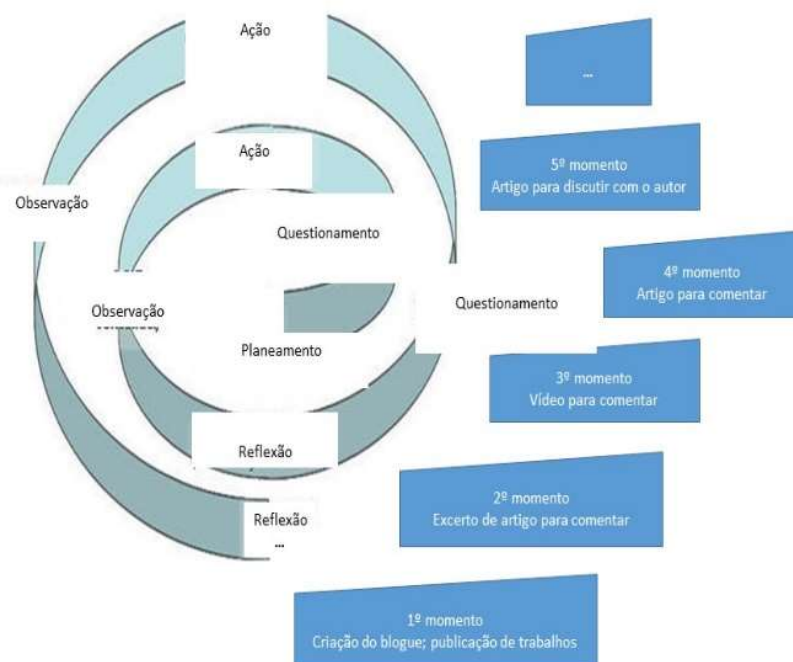 Ação
...
Ação
5º momento
Artigo para discutir com o autor
Observação
Questionamento
4º momento
Artigo para comentar
Observação
Questionamento
Planeamento
3º momento
Vídeo para comentar
Reflexão
2º momento
Excerto de artigo para comentar
Reflexão
...
1º momento
Criação do blogue; publicação de trabalhos